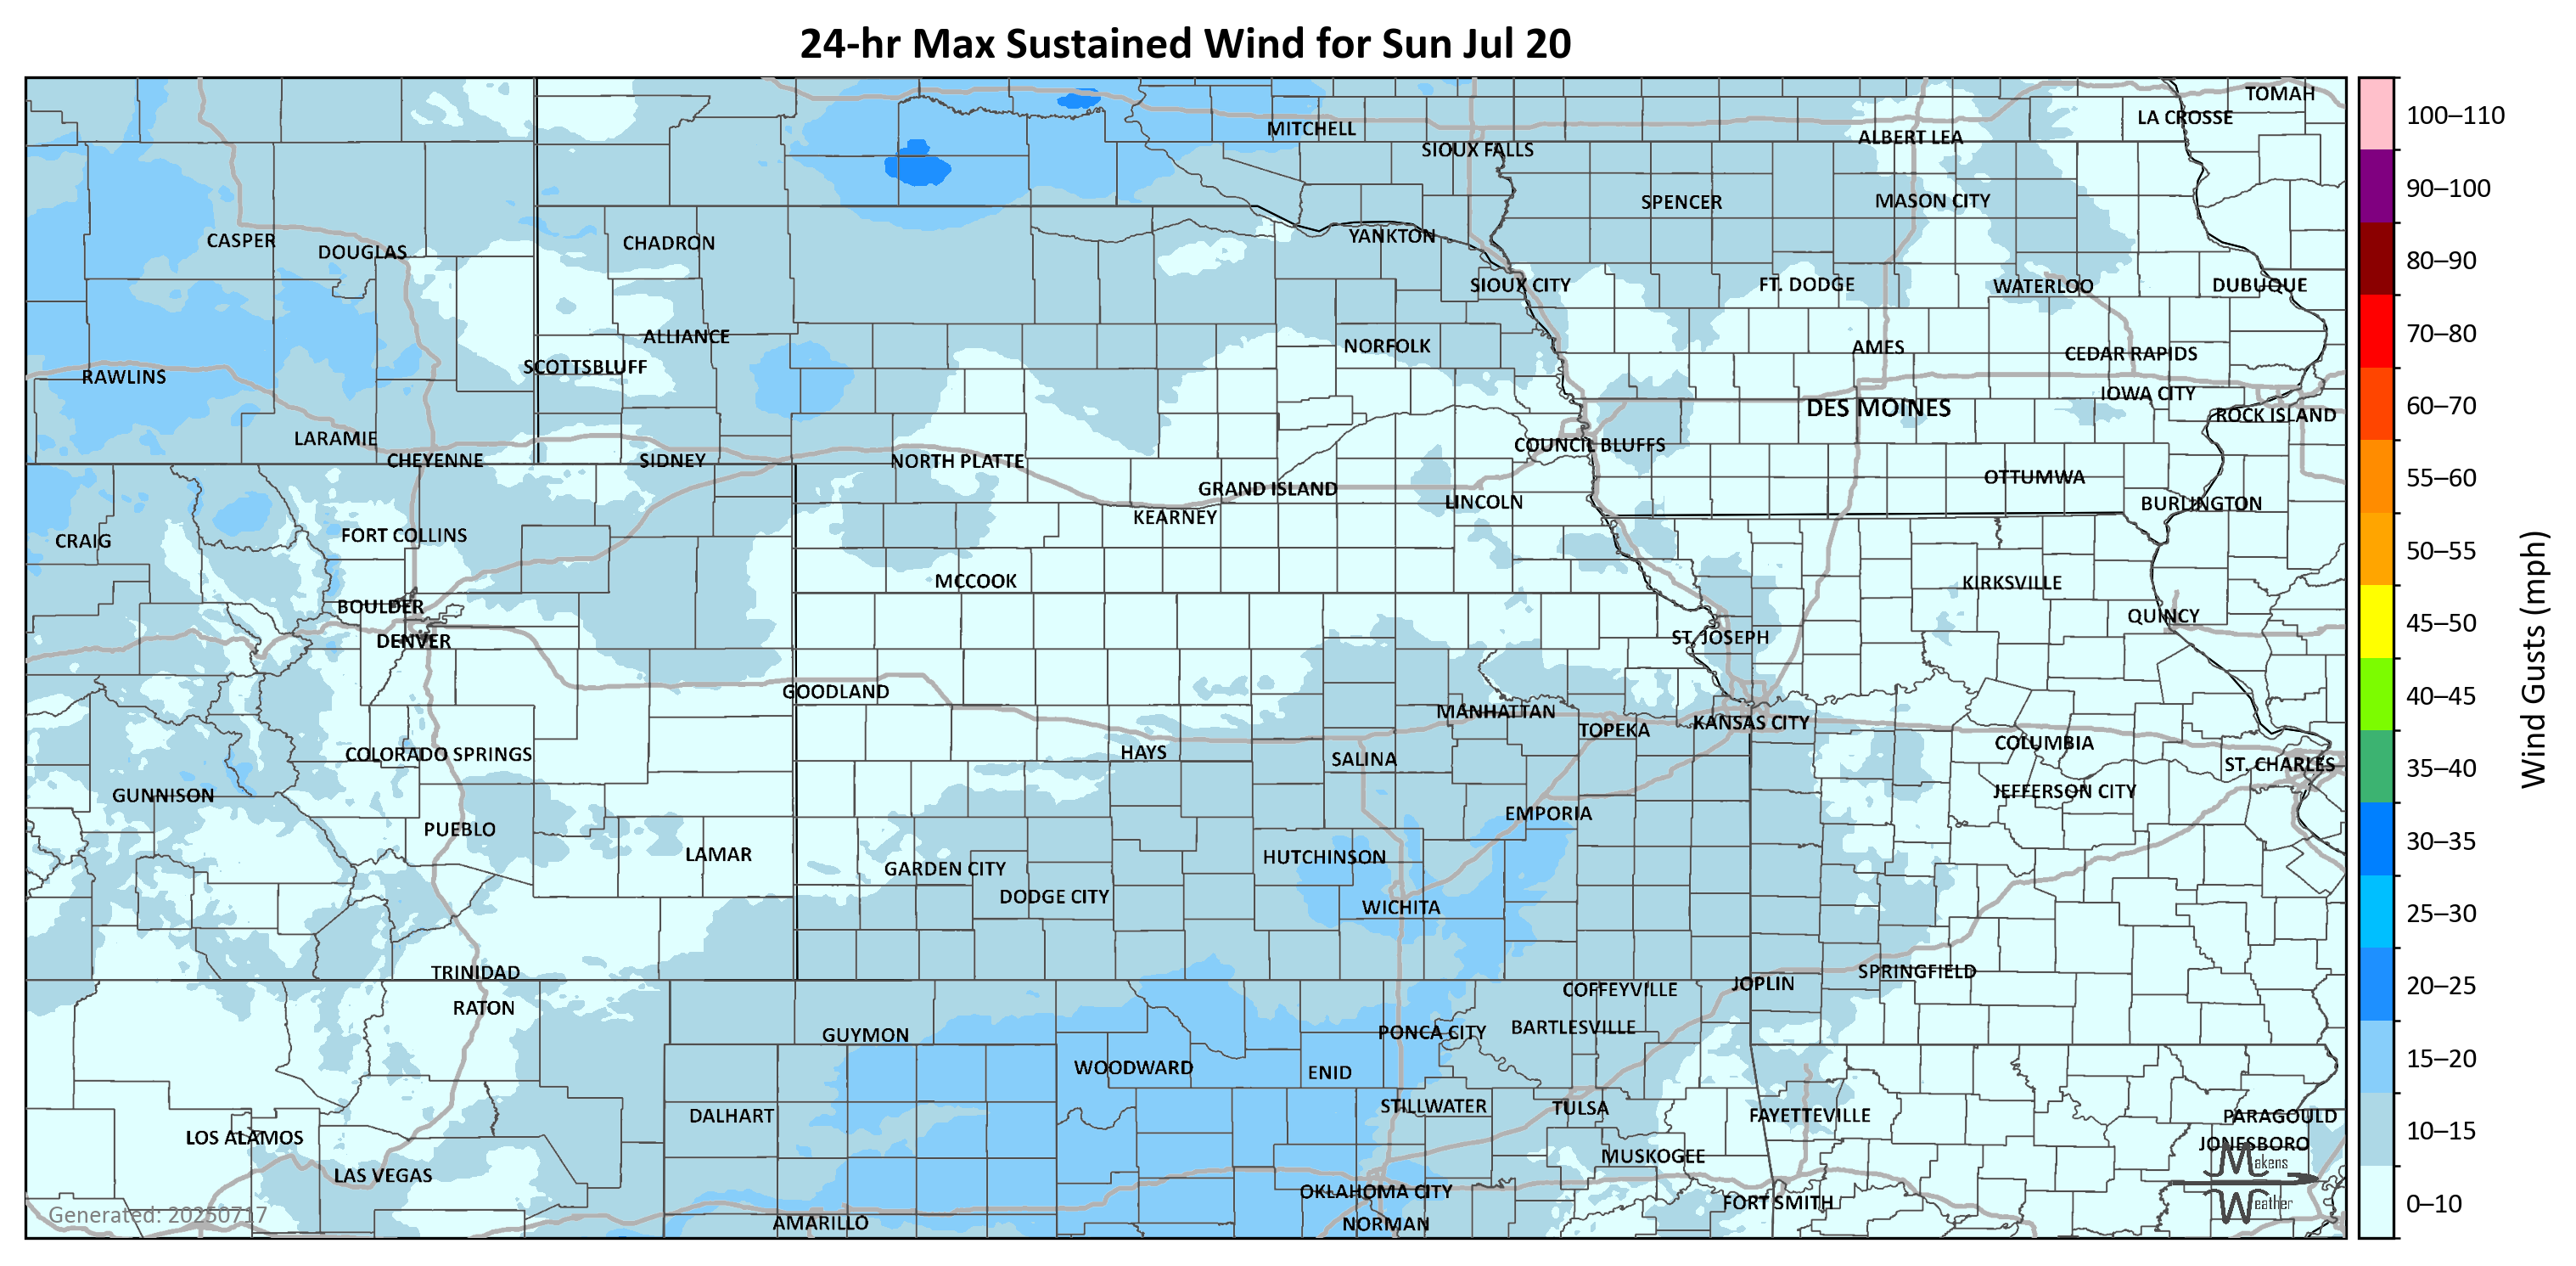 24-hr Max Sustained Wind for Sun Jul 20
TOMAH
LA CROSSE
MITCHELL
ALBERT LEA
SIOUX FALLS
SPENCER
MASON CITY
CASPER
DOUGLAS
CHADRON
YANKTON
SIOUX CITY
FT. DODGE
WATERLOO
DUBUQUE
ALLIANCE
NORFOLK
AMES
CEDAR RAPIDS
SCOTTSBLUFF
RAWLINS
IOWA CITY
DES MOINES
ROCK ISLAND
LARAMIE
COUNCIL BLUFFS
CHEYENNE
SIDNEY
NORTH PLATTE
OTTUMWA
GRAND ISLAND
LINCOLN
BURLINGTON
KEARNEY
FORT COLLINS
CRAIG
MCCOOK
KIRKSVILLE
BOULDER
QUINCY
DENVER
ST. JOSEPH
GOODLAND
MANHATTAN
TOPEKA
KANSAS CITY
COLUMBIA
COLORADO SPRINGS
HAYS
SALINA
ST. CHARLES
GUNNISON
JEFFERSON CITY
EMPORIA
PUEBLO
LAMAR
HUTCHINSON
GARDEN CITY
DODGE CITY
WICHITA
TRINIDAD
SPRINGFIELD
JOPLIN
COFFEYVILLE
RATON
GUYMON
PONCA CITY
BARTLESVILLE
WOODWARD
ENID
DALHART
STILLWATER
TULSA
FAYETTEVILLE
PARAGOULD
LOS ALAMOS
JONESBORO
MUSKOGEE
LAS VEGAS
OKLAHOMA CITY
FORT SMITH
AMARILLO
NORMAN
Generated: 20250717
Makens
Weather
100–110
90–100
80–90
70–80
60–70
55–60
50–55
45–50
40–45
35–40
30–35
25–30
20–25
15–20
10–15
0–10
Wind Gusts (mph)